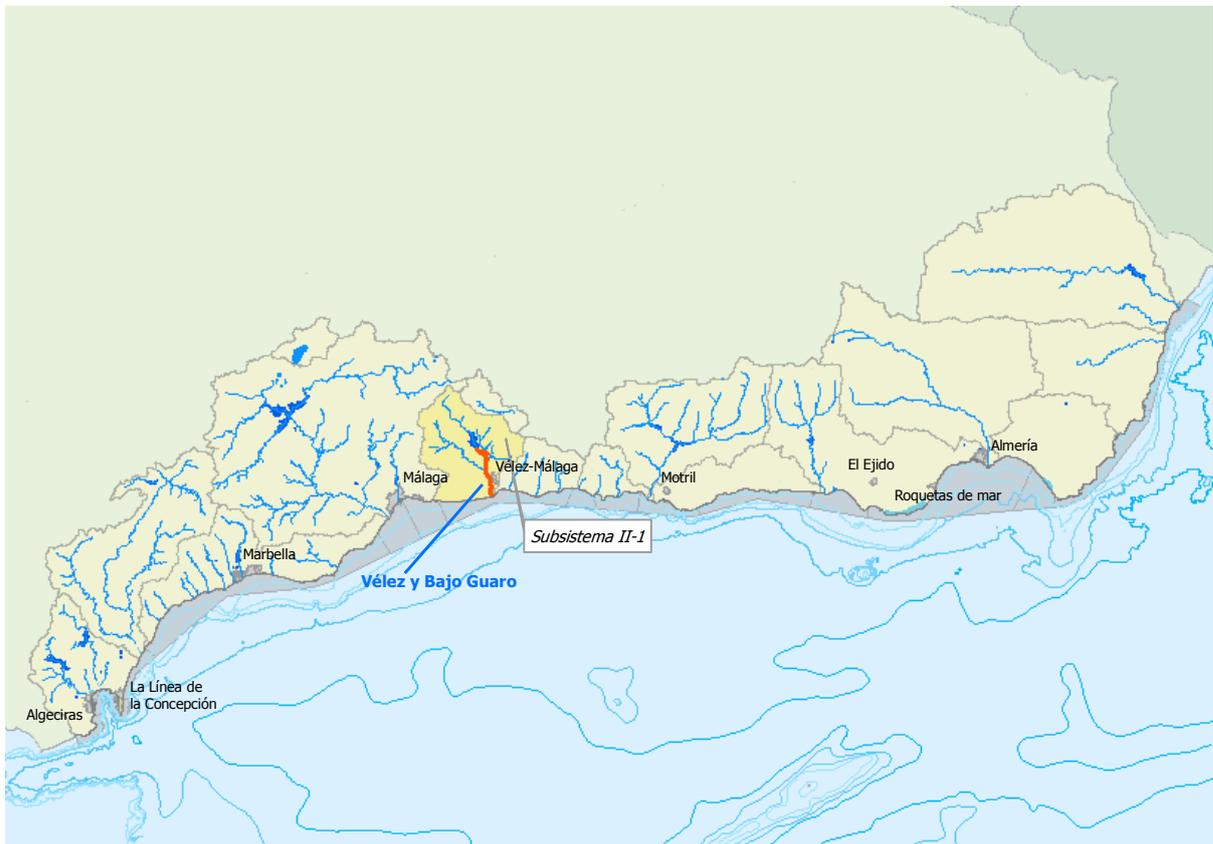 Almería
El Ejido
Vélez-Málaga
Málaga
Motril
Roquetas de mar
Subsistema II-1
Marbella
Vélez y Bajo Guaro
La Línea de
la Concepción
Algeciras